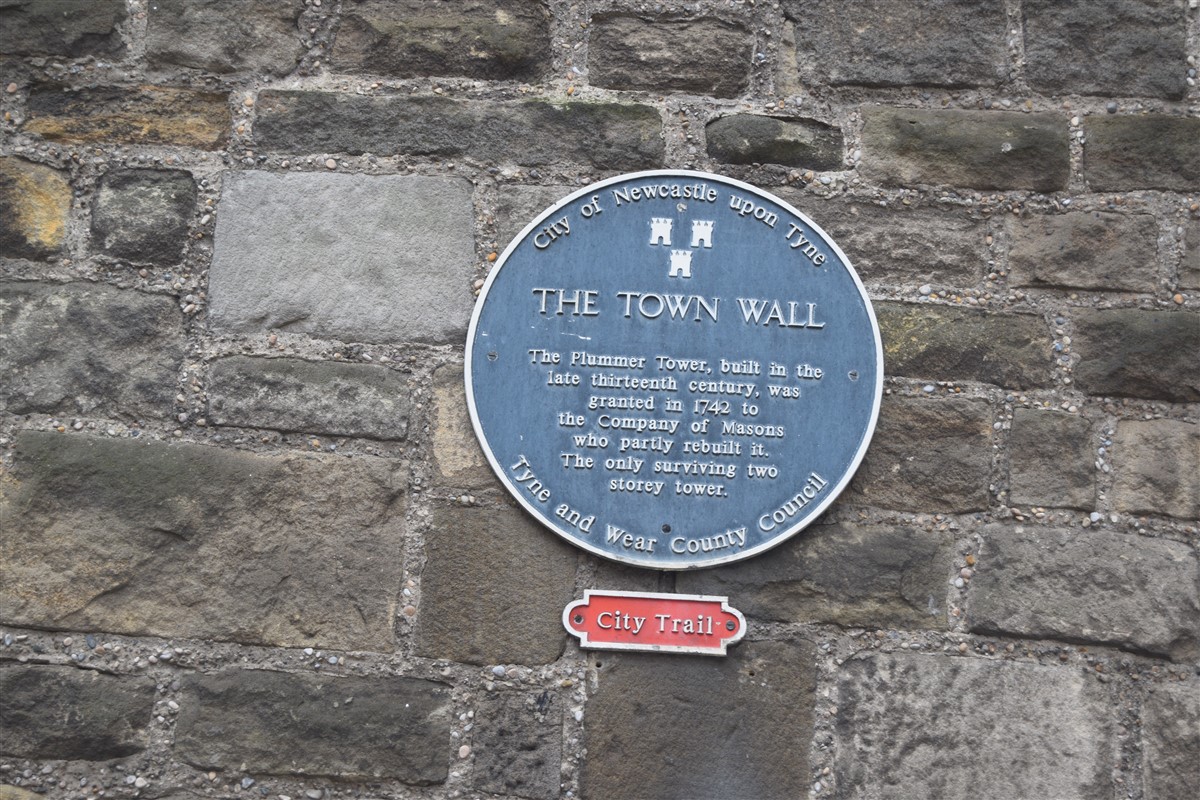 City of Newcastle upon Tyne
THE TOWN WALL
The Plummer Tower, built in the
late thirteenth century, was
granted in 1742 to
the Company of Masons
who partly rebuilt it.
The only surviving two
storey tower.
Tyne and Wear County Council
City Trail